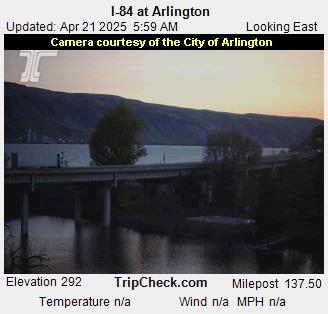 I-84 at Arlington
Updated: Apr 21 2025 5:59 AM Looking East
Camera courtesy of the City of Arlington
Elevation 292 TripCheck.com Milepost 137.50
Temperature n/a Wind n/a MPH n/a